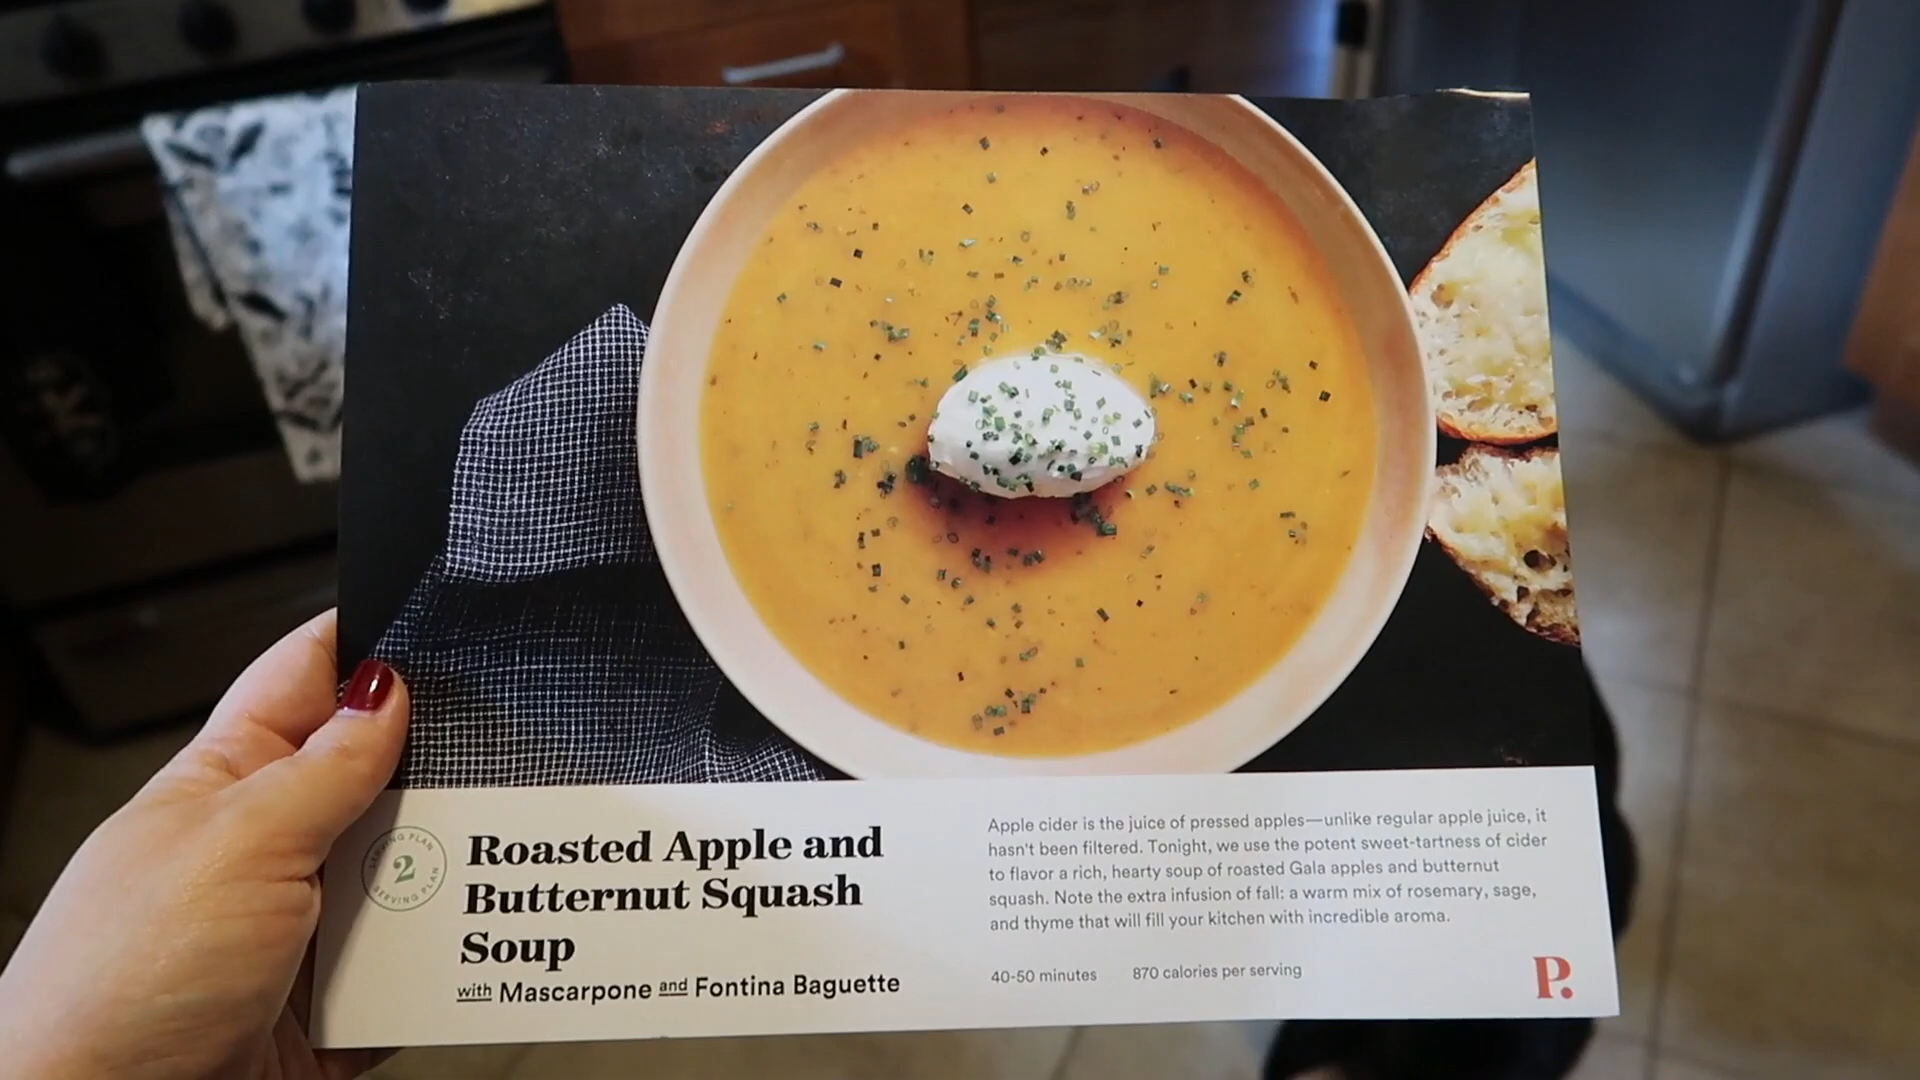 SERVING PLAN
2
SERVING PLAN
Roasted Apple and
Butternut Squash
Soup
with Mascarpone and Fontina Baguette
Apple cider is the juice of pressed apples—unlike regular apple juice, it
hasn't been filtered. Tonight, we use the potent sweet-tartness of cider
to flavor a rich, hearty soup of roasted Gala apples and butternut
squash. Note the extra infusion of fall: a warm mix of rosemary, sage,
and thyme that will fill your kitchen with incredible aroma.
40-50 minutes 870 calories per serving
P.